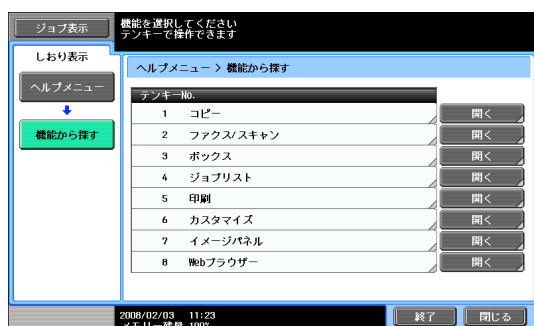 ジョブ表示
機能を選択してください
テンキーで操作できます
しおり表示
ヘルプメニュー > 機能から探す
ヘルプメニュー
機能から探す
テンキーNo.
1 コピー 開く
2 ファクス/スキャン 開く
3 ボックス 開く
4 ジョブリスト 開く
5 印刷 開く
6 カスタマイズ 開く
7 イメージパネル 開く
8 Webブラウザー 開く
2008/02/03 11:23
メモリー残量 100%
終了 閉じる